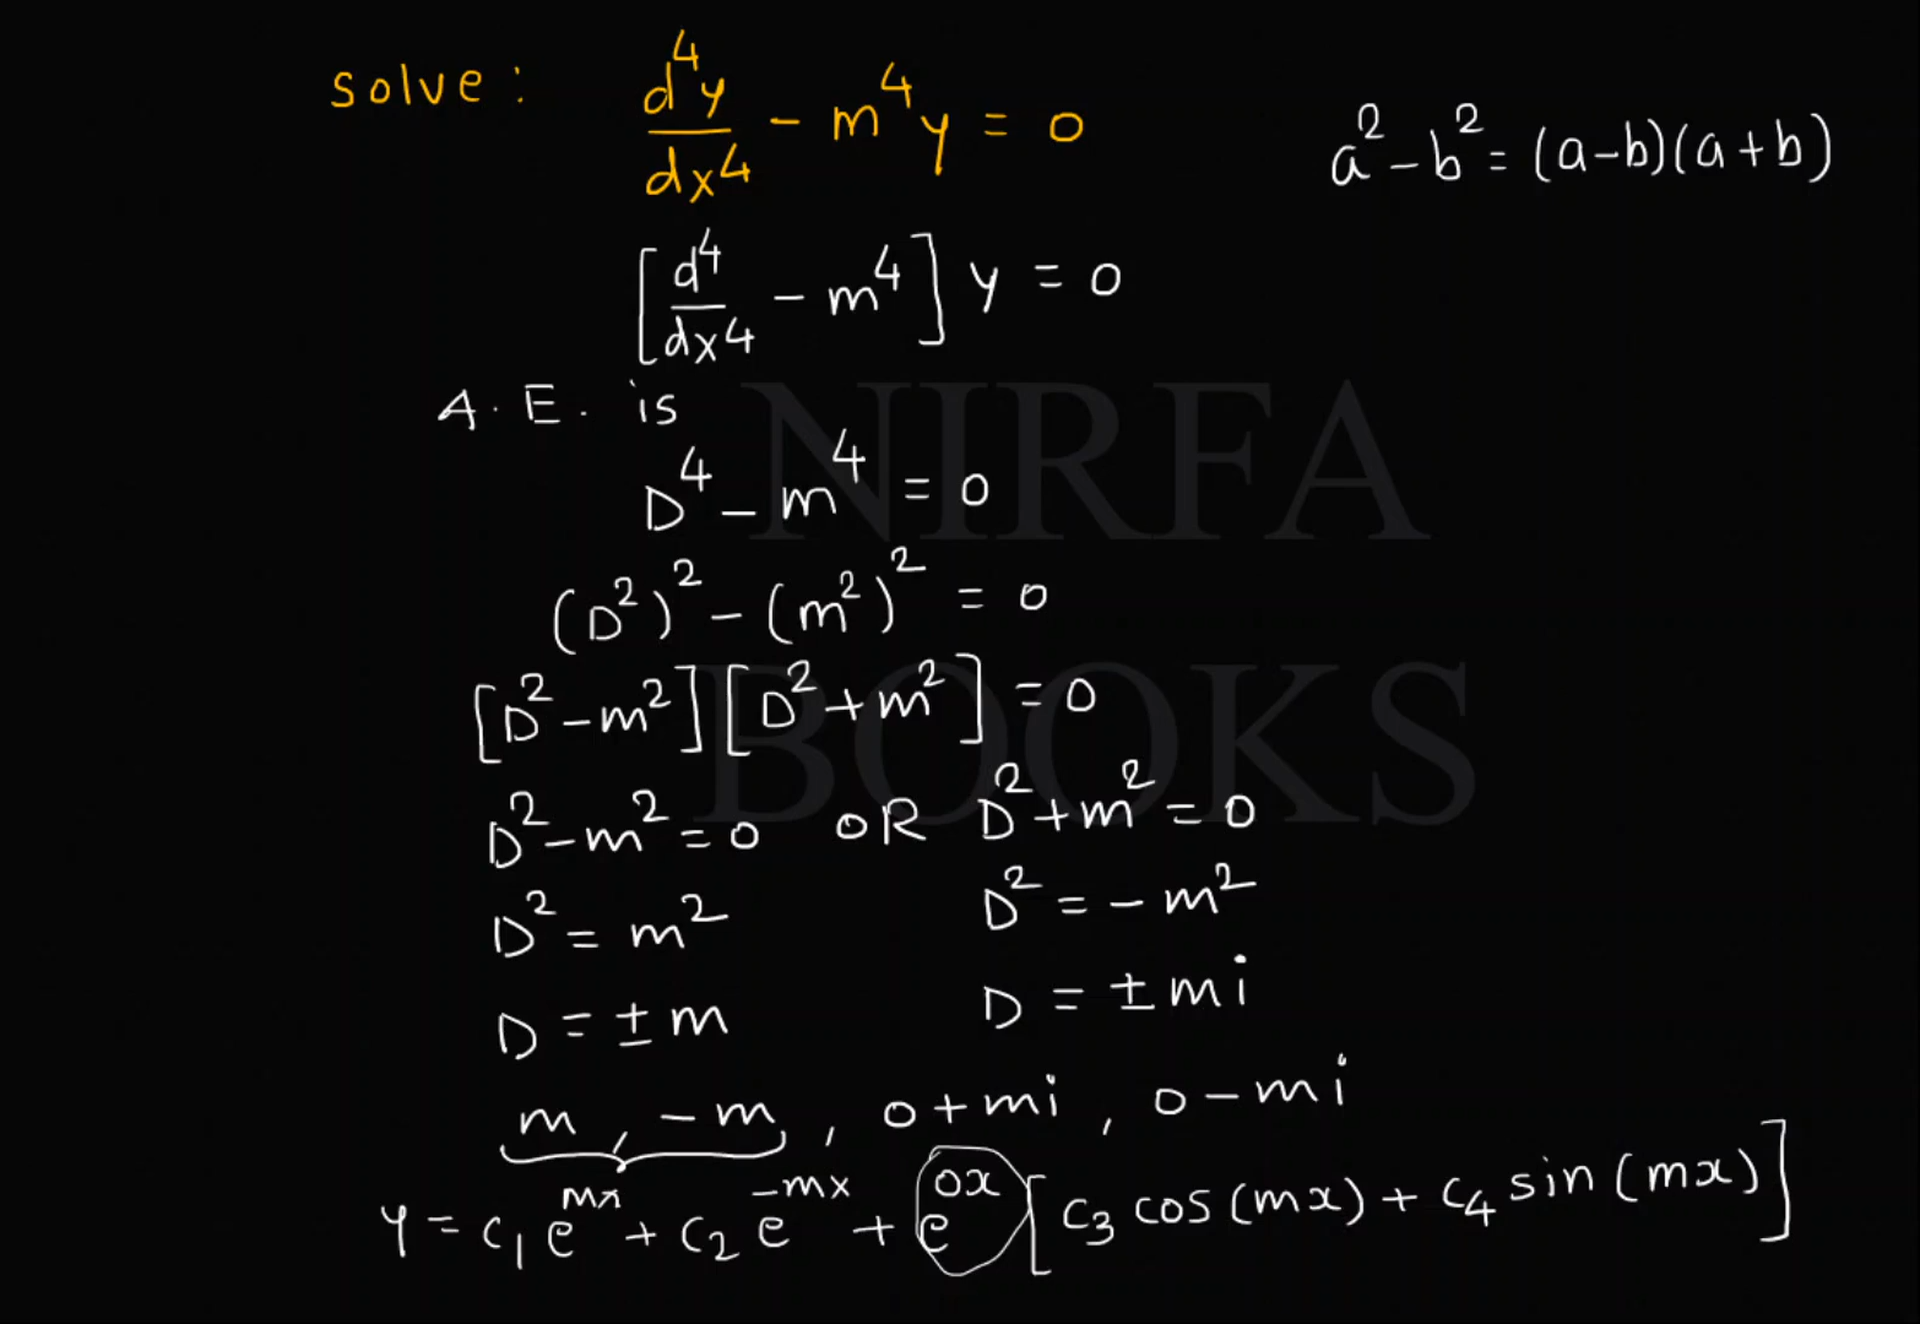 solve: d⁴y/dx⁴ - m⁴y = 0
a² - b² = (a-b)(a+b)
[d⁴/dx⁴ - m⁴] y = 0
A.E. is
D⁴ - m⁴ = 0
(D²)² - (m²)² = 0
[D² - m²][D² + m²] = 0
D² - m² = 0 OR D² + m² = 0
D² = m² D² = - m²
D = ± m D = ± mi
m, -m, 0 + mi, 0 - mi
y = c₁ e^mx + c₂ e^-mx + e^0x [c₃ cos(mx) + c₄ sin(mx)]
NIRFA
BOOKS